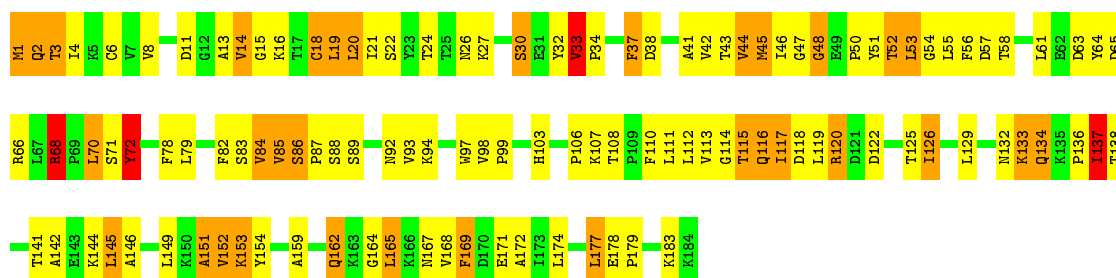 M1 Q2 T3 I4 K5 C6 V7 V8 D11 G12 A13 V14 G15 K16 T17 C18 L19 L20 I21 S22 Y23 T24 T25 N26 K27 S30 E31 Y32 V33 P34 F37 D38 A41 V42 T43 V44 M45 I46 G47 G48 E49 P50 Y51 T52 L53 G54 L55 F56 D57 T58 L61 E62 D63 Y64
R66 L67 R68 P69 L70 S71 Y72 F78 L79 F82 S83 V84 V85 S86 P87 S88 S89 N92 V93 K94 W97 V98 P99 H103 P106 K107 T108 P109 F110 L111 L112 V113 G114 T115 Q116 I117 D118 L119 R120 D121 D122 T125 I126 L129 N132 K133 Q134 K135 P136 I137 T138
T141 A142 E143 K144 L145 A146 L149 K150 A151 V152 K153 Y154 A159 Q162 K163 G164 L165 K166 N167 V168 F169 D170 E171 A172 I173 L174 L177 E178 P179 K183 K184